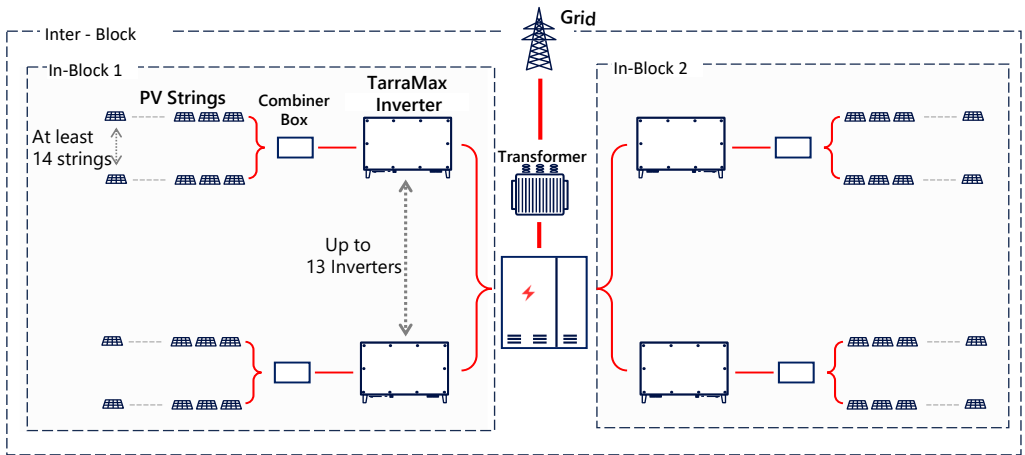 Grid
Inter - Block
In-Block 1
In-Block 2
TarraMax
Inverter
PV Strings
Combiner
Box
At least
14 strings
Transformer
Up to
13 Inverters